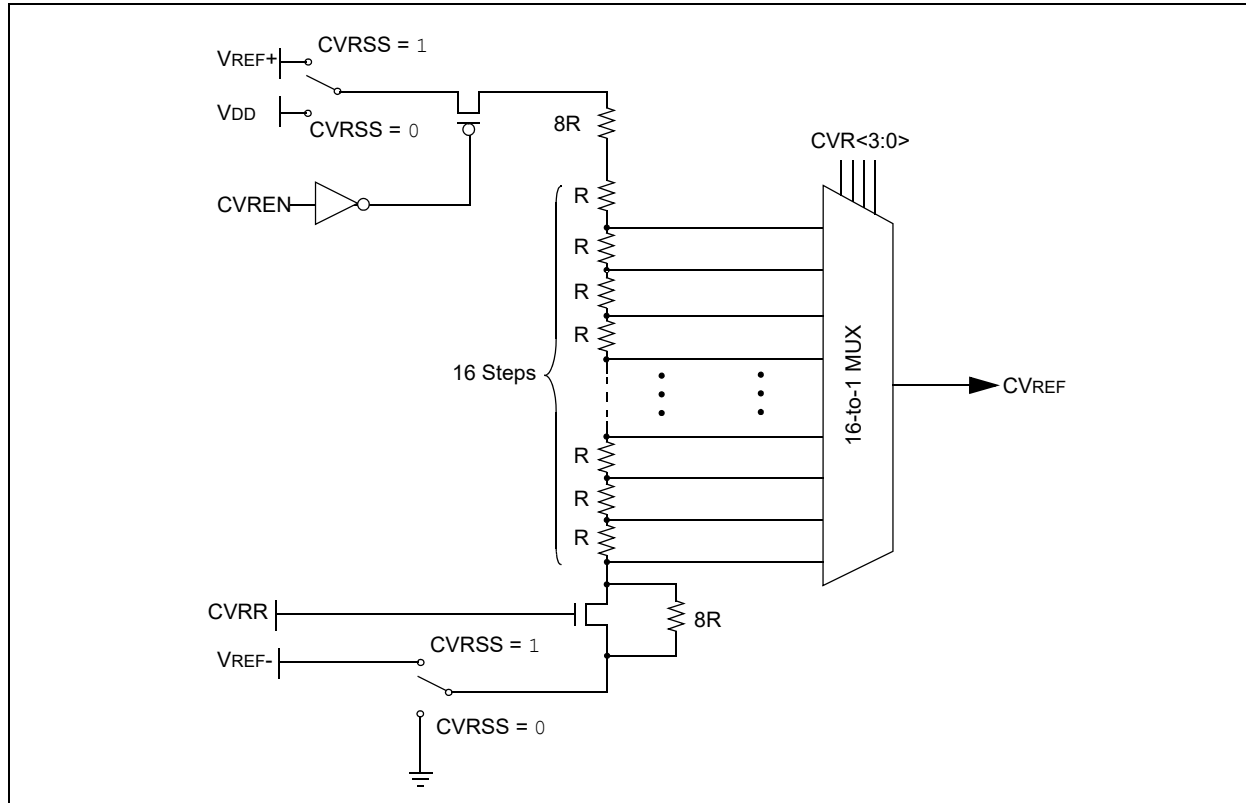 CVRSS = 1
VREF+
VDD
CVRSS = 0
8R
CVR<3:0>
CVREN
R
R
R
R
16 Steps
16-to-1 MUX
CVREF
R
R
R
CVRR
8R
CVRSS = 1
VREF-
CVRSS = 0